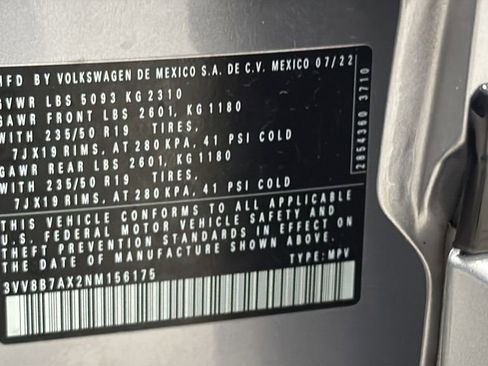 MFD BY VOLKSWAGEN DE MEXICO S.A. DE C.V. MEXICO 07/22
GVWR LBS 5093 KG 2310
GAWR FRONT LBS 2601, KG 1180
WITH 235/50 R19 TIRES,
7JX19 RIMS, AT 280 KPA, 41 PSI COLD
GAWR REAR LBS 2601, KG 1180
WITH 235/50 R19 TIRES,
7JX19 RIMS, AT 280 KPA, 41 PSI COLD
THIS VEHICLE CONFORMS TO ALL APPLICABLE
U.S. FEDERAL MOTOR VEHICLE SAFETY AND
THEFT PREVENTION STANDARDS IN EFFECT ON
DATE OF MANUFACTURE SHOWN ABOVE.
3VV8B7AX2NM156175 TYPE: MPV
2854360 3710